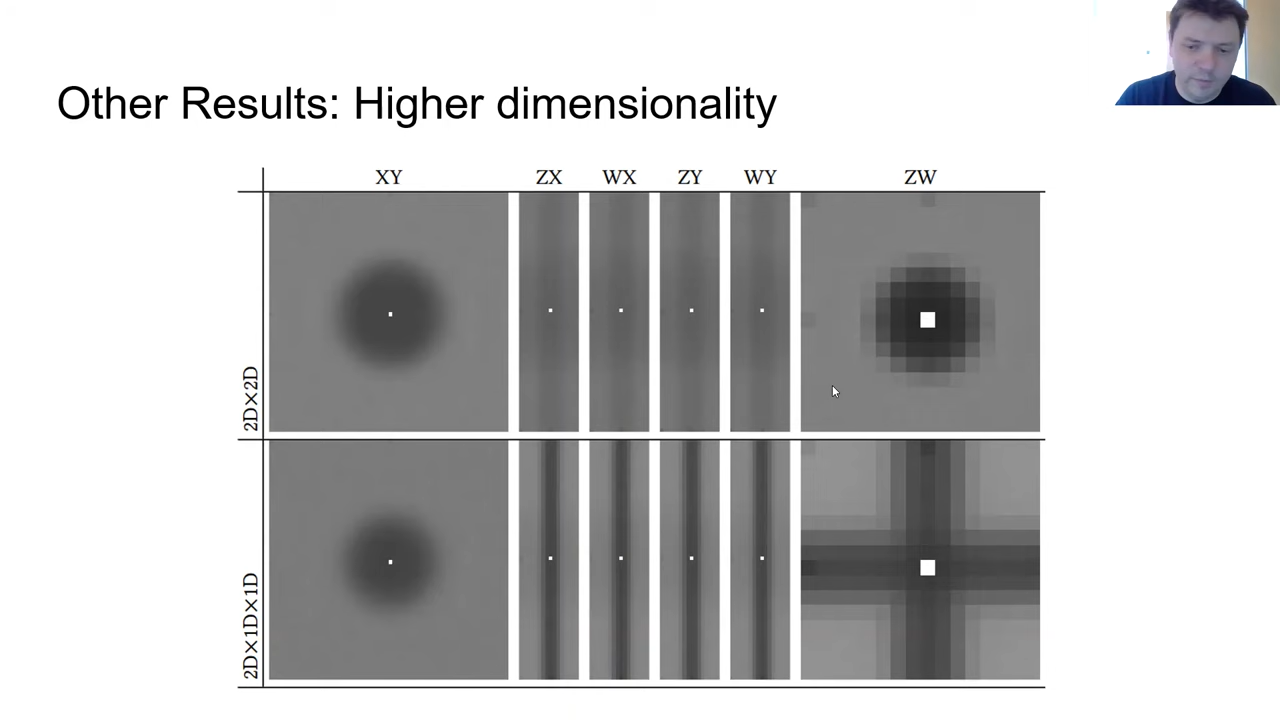 Other Results: Higher dimensionality
XY ZX WX ZY WY ZW
2D×2D
2D×1D×1D